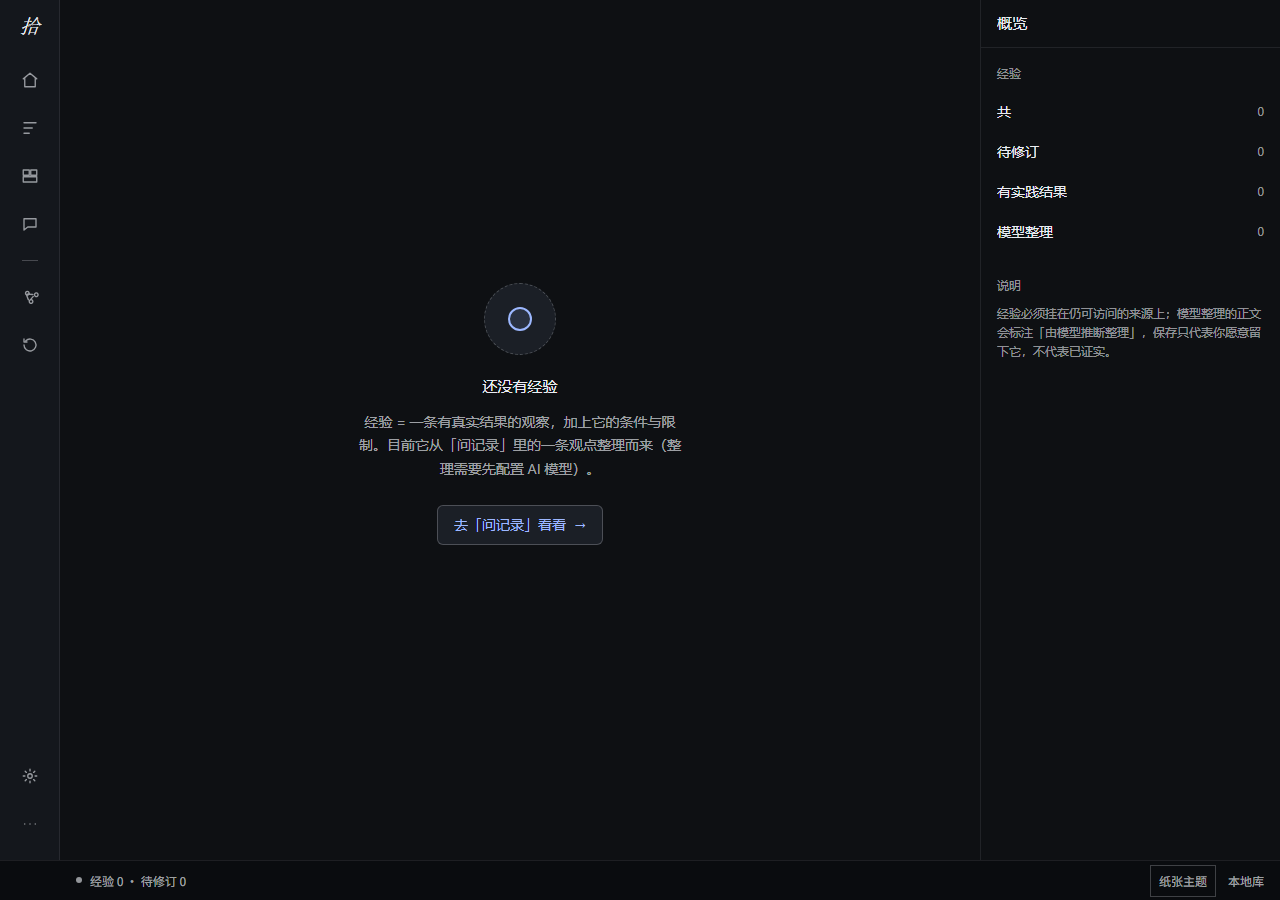 拾
概览
经验
共 0
待修订 0
有实践结果 0
模型整理 0
说明
经验必须挂在仍可访问的来源上；模型整理的正文
会标注「由模型推断整理」，保存只代表你愿意留
下它，不代表已证实。
还没有经验
经验 = 一条有真实结果的观察，加上它的条件与限
制。目前它从「问记录」里的一条观点整理而来（整
理需要先配置 AI 模型）。
去「问记录」看看 →
经验 0 · 待修订 0
纸张主题
本地库